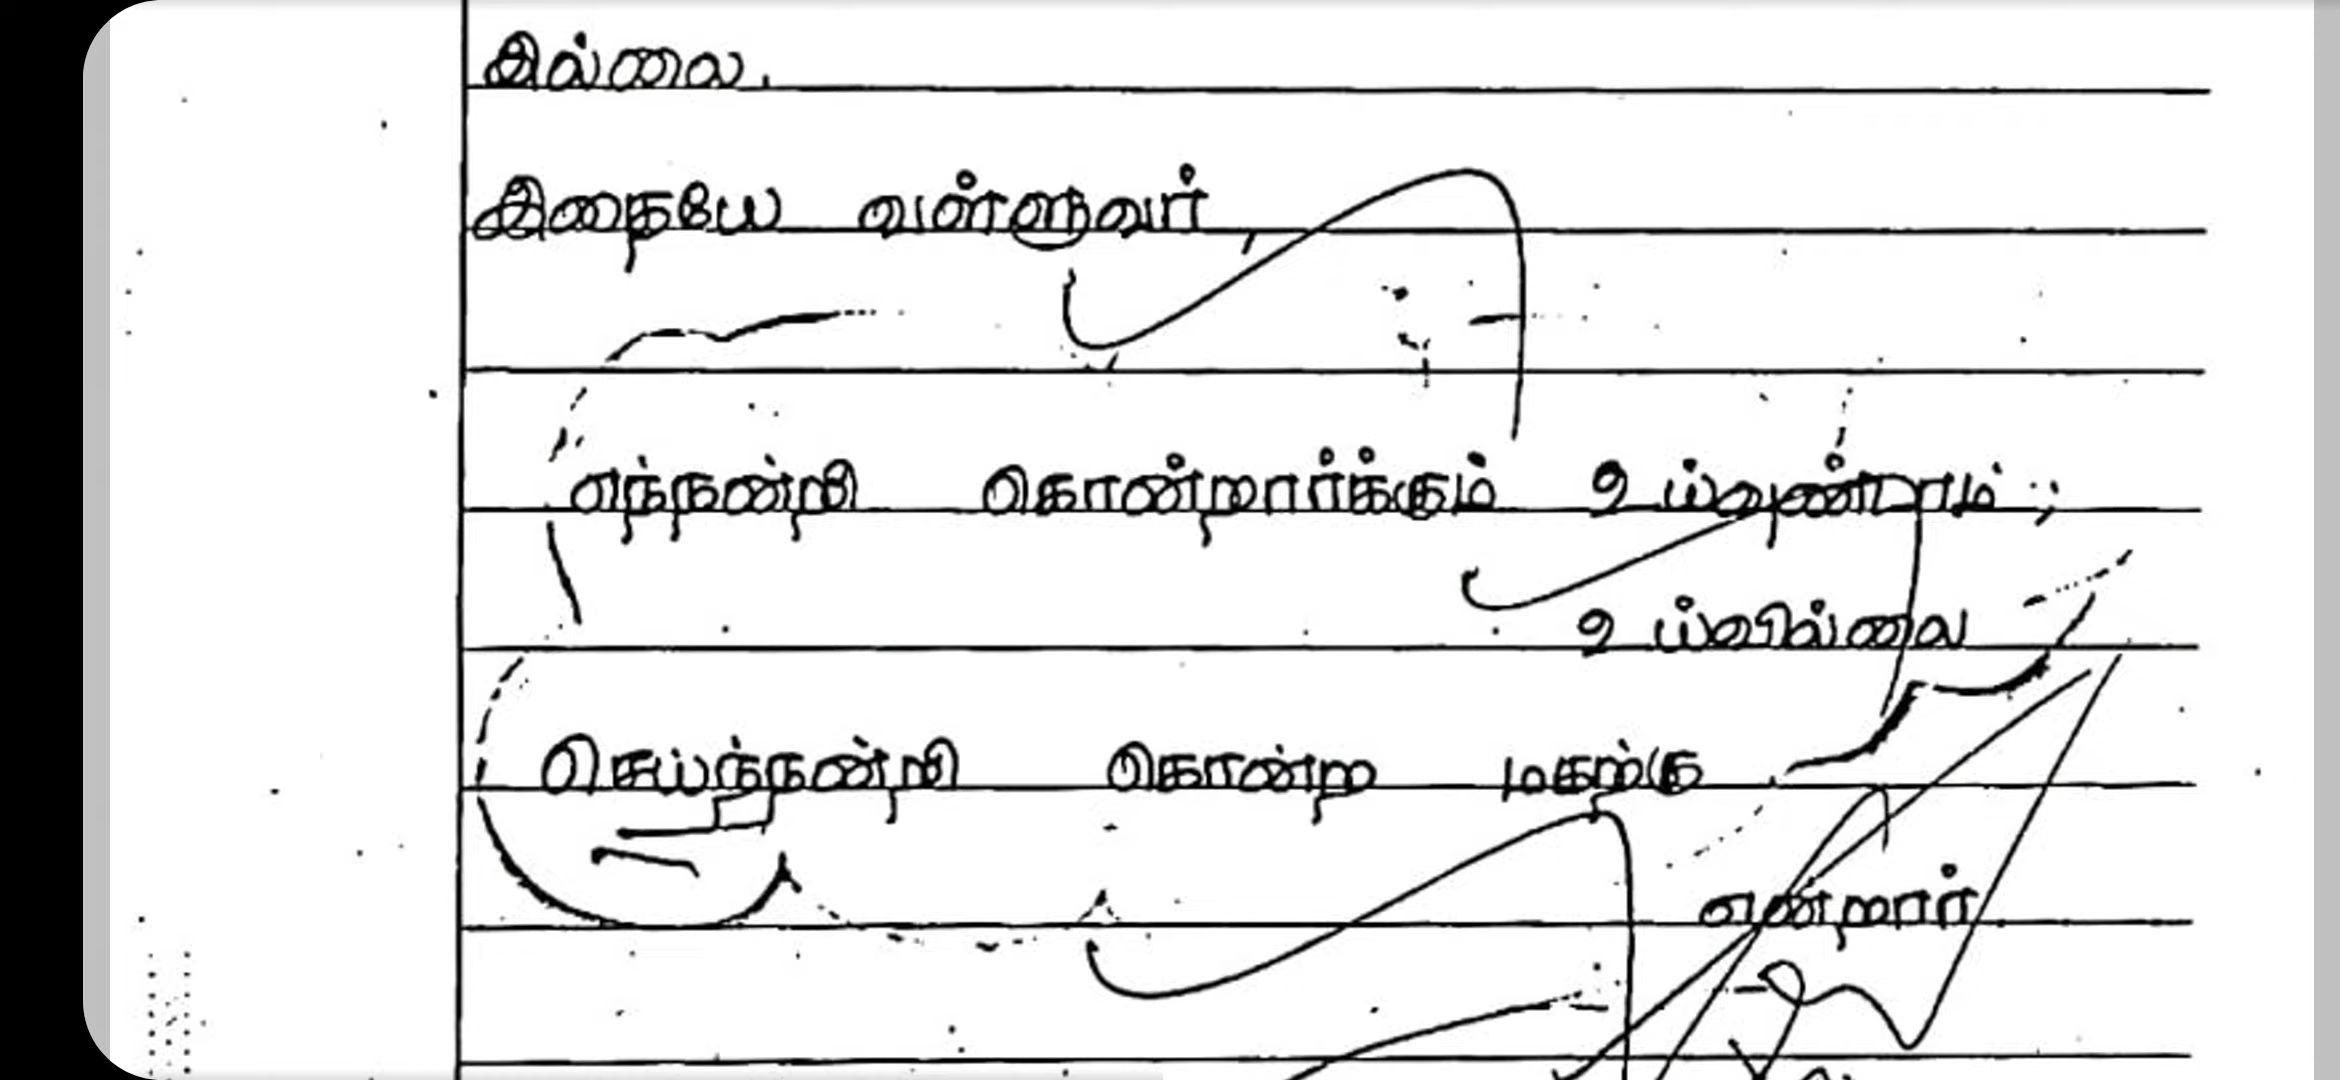 இல்லை.
இதையே வள்ளுவர்,
எந்நன்றி கொன்றார்க்கும் உய்வுண்டாம் ;
உய்வில்லை
செய்ந்நன்றி கொன்ற மகற்கு
என்றார்